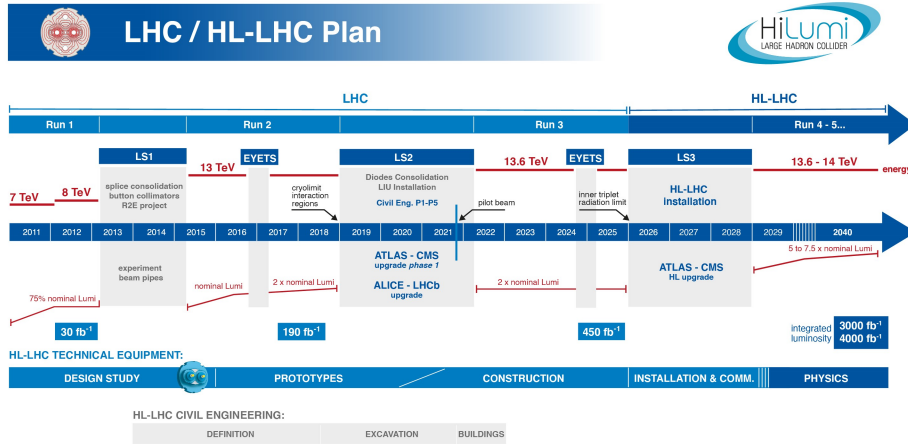 LHC / HL-LHC Plan
HiLumi
LARGE HADRON COLLIDER
LHC
HL-LHC
Run 1
Run 2
Run 3
Run 4 - 5...
LS1
EYETS
LS2
EYETS
LS3
13 TeV
13.6 TeV
13.6 - 14 TeV
energy
7 TeV
8 TeV
splice consolidation
button collimators
R2E project
cryolimit
interaction
regions
Diodes Consolidation
LIU Installation
Civil Eng. P1-P5
pilot beam
inner triplet
radiation limit
HL-LHC
installation
2011
2012
2013
2014
2015
2016
2017
2018
2019
2020
2021
2022
2023
2024
2025
2026
2027
2028
2029
2040
experiment
beam pipes
ATLAS - CMS
upgrade phase 1
ALICE - LHCb
upgrade
ATLAS - CMS
HL upgrade
5 to 7.5 x nominal Lumi
75% nominal Lumi
nominal Lumi
2 x nominal Lumi
2 x nominal Lumi
30 fb⁻¹
190 fb⁻¹
450 fb⁻¹
integrated
luminosity
3000 fb⁻¹
4000 fb⁻¹
HL-LHC TECHNICAL EQUIPMENT:
DESIGN STUDY
PROTOTYPES
CONSTRUCTION
INSTALLATION & COMM.
PHYSICS
HL-LHC CIVIL ENGINEERING:
DEFINITION
EXCAVATION
BUILDINGS